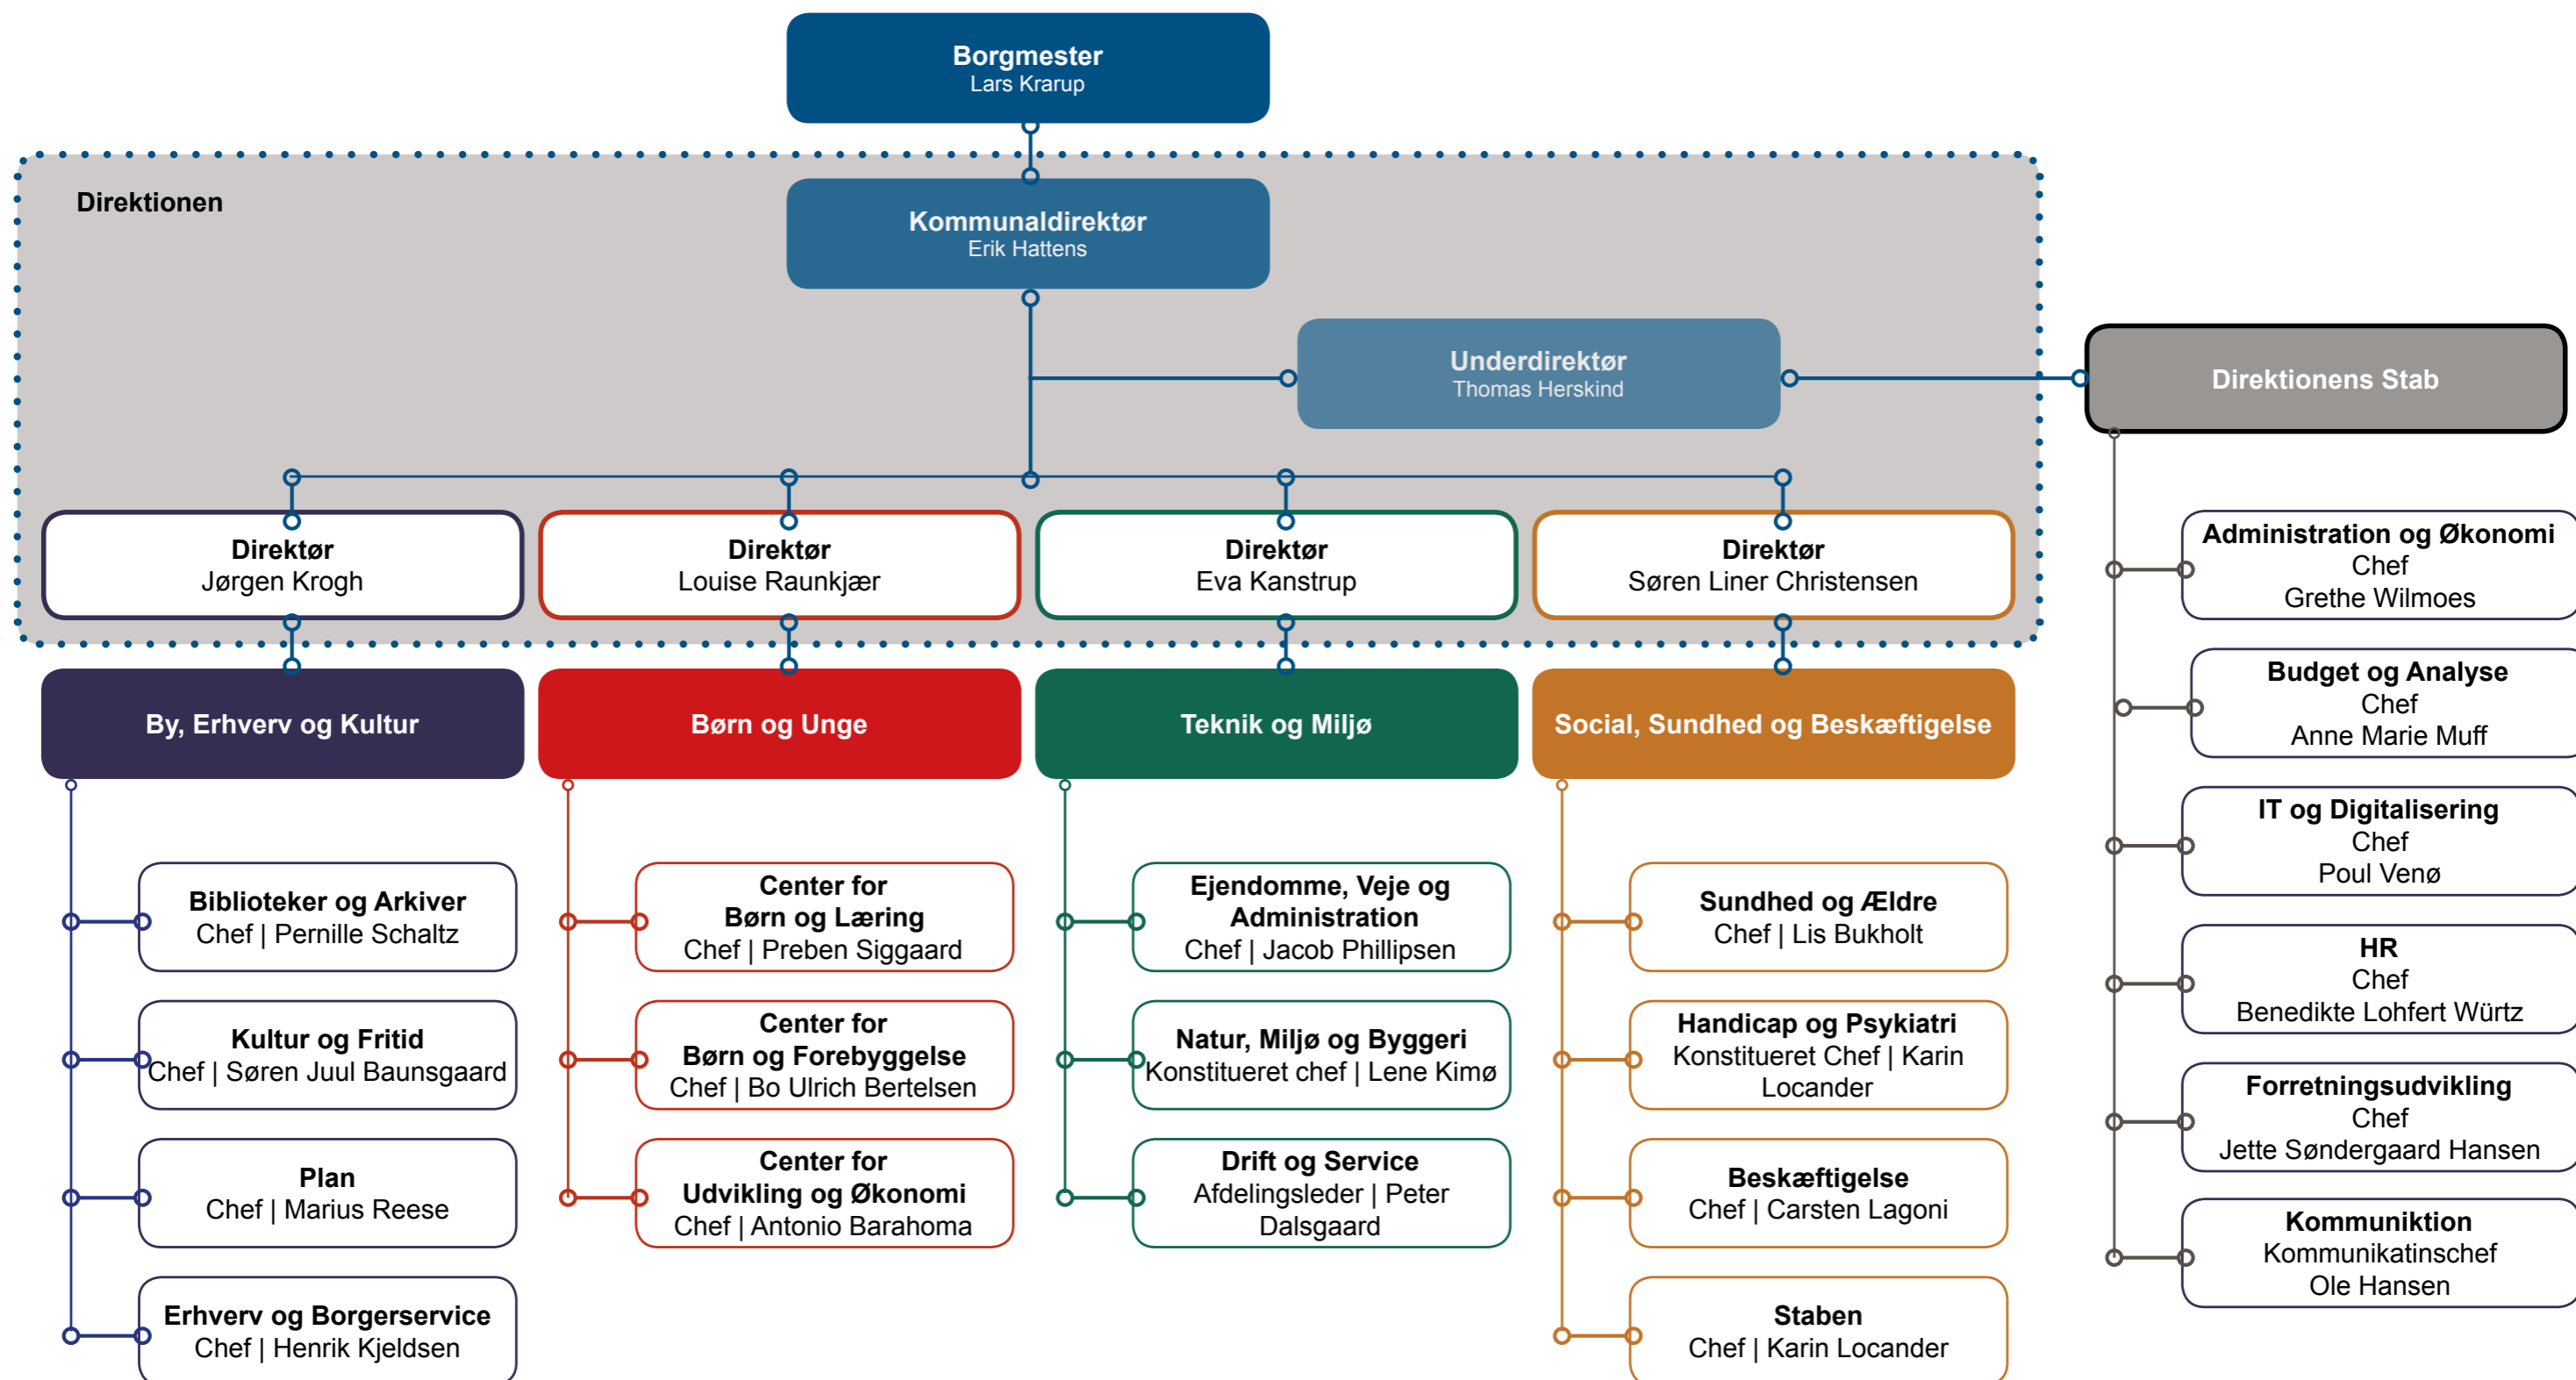 Borgmester
Lars Krarup
Direktionen
Kommunaldirektør
Erik Hattens
Underdirektør
Thomas Herskind
Direktionens Stab
Direktør
Jørgen Krogh
Direktør
Louise Raunkjær
Direktør
Eva Kanstrup
Direktør
Søren Liner Christensen
By, Erhverv og Kultur
Biblioteker og Arkiver
Chef | Pernille Schaltz
Kultur og Fritid
Chef | Søren Juul Baunsgaard
Plan
Chef | Marius Reese
Erhverv og Borgerservice
Chef | Henrik Kjeldsen
Børn og Unge
Center for
Børn og Læring
Chef | Preben Siggaard
Center for
Børn og Forebyggelse
Chef | Bo Ulrich Bertelsen
Center for
Udvikling og Økonomi
Chef | Antonio Barahoma
Teknik og Miljø
Ejendomme, Veje og
Administration
Chef | Jacob Phillipsen
Natur, Miljø og Byggeri
Konstitueret chef | Lene Kimø
Drift og Service
Afdelingsleder | Peter
Dalsgaard
Social, Sundhed og Beskæftigelse
Sundhed og Ældre
Chef | Lis Bukholt
Handicap og Psykiatri
Konstitueret Chef | Karin
Locander
Beskæftigelse
Chef | Carsten Lagoni
Staben
Chef | Karin Locander
Administration og Økonomi
Chef
Grethe Wilmoes
Budget og Analyse
Chef
Anne Marie Muff
IT og Digitalisering
Chef
Poul Venø
HR
Chef
Benedikte Lohfert Würtz
Forretningsudvikling
Chef
Jette Søndergaard Hansen
Kommuniktion
Kommunikatinschef
Ole Hansen